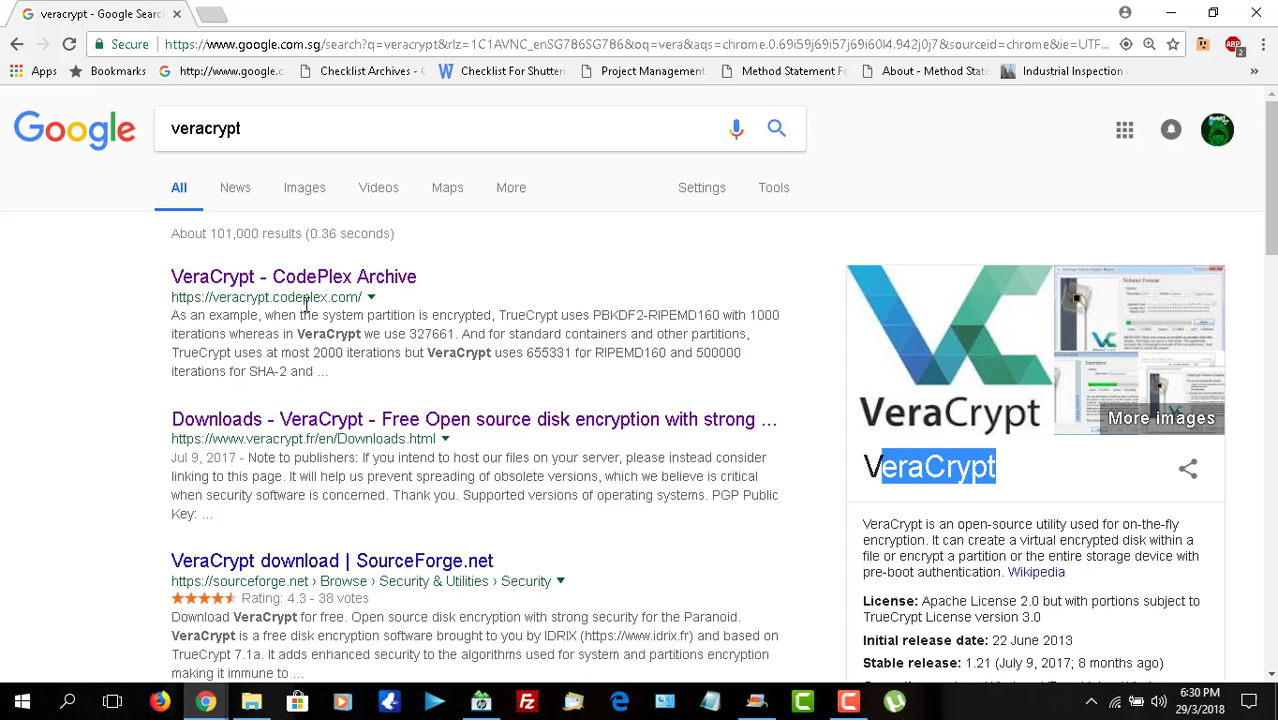 veracrypt - Google Sear
Secure
https://www.google.com.sg/search?q=veracrypt&rlz=1C1AVNC_enSG786SG786&oq=vera&aqs=chrome.0.69i59j69i57j69i60l4.942j0j7&sourceid=chrome&ie=UTF...
ABP
2
Apps
Bookmarks
http://www.google.c
Checklist Archives - C
Checklist For Shutter
Project Management
Method Statement Fo
About - Method State
Industrial Inspection
»
Google
veracrypt
All
News
Images
Videos
Maps
More
Settings
Tools
About 101,000 results (0.36 seconds)
VeraCrypt - CodePlex Archive
https://veracrypt.codeplex.com/
As an example, when the system partition is encrypted, TrueCrypt uses PBKDF2-RIPEMD160 with 1000
iterations whereas in VeraCrypt we use 327661. And for standard containers and other partitions,
TrueCrypt uses at most 2000 iterations but VeraCrypt uses 655331 for RIPEMD160 and 500000
iterations for SHA-2 and ...
Downloads - VeraCrypt - Free Open source disk encryption with strong ...
https://www.veracrypt.fr/en/Downloads.html
Jul 9, 2017 - Note to publishers: If you intend to host our files on your server, please instead consider
linking to this page. It will help us prevent spreading of obsolete versions, which we believe is critical
when security software is concerned. Thank you. Supported versions of operating systems. PGP Public
Key: ...
VeraCrypt download | SourceForge.net
https://sourceforge.net › Browse › Security & Utilities › Security
Rating: 4.3 - 38 votes
Download VeraCrypt for free. Open source disk encryption with strong security for the Paranoid.
VeraCrypt is a free disk encryption software brought to you by IDRIX (https://www.idrix.fr) and based on
TrueCrypt 7.1a. It adds enhanced security to the algorithms used for system and partitions encryption
making it immune to ...
VeraCrypt
More images
VeraCrypt
VeraCrypt is an open-source utility used for on-the-fly
encryption. It can create a virtual encrypted disk within a
file or encrypt a partition or the entire storage device with
pre-boot authentication. Wikipedia
License: Apache License 2.0 but with portions subject to
TrueCrypt License version 3.0
Initial release date: 22 June 2013
Stable release: 1.21 (July 9, 2017; 8 months ago)
6:30 PM
29/3/2018